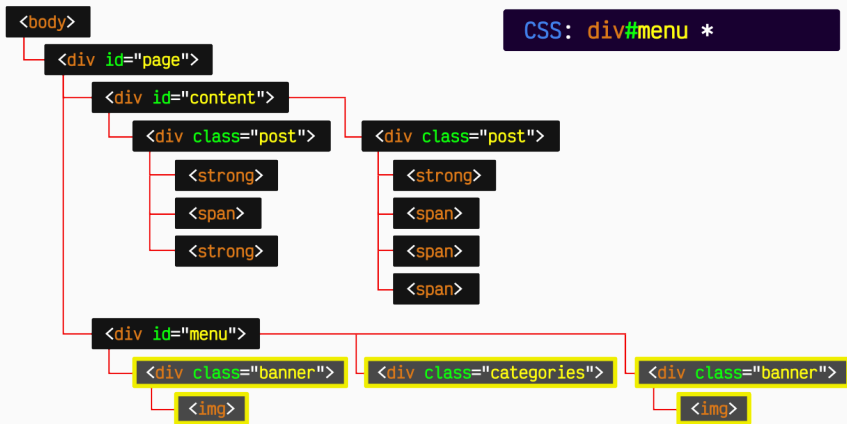 <body>
CSS: div#menu *
<div id="page">
<div id="content">
<div class="post"> <div class="post">
<strong> <strong>
<span> <span>
<strong> <span>
<span>
<div id="menu">
<div class="banner"> <div class="categories"> <div class="banner">
<img> <img>